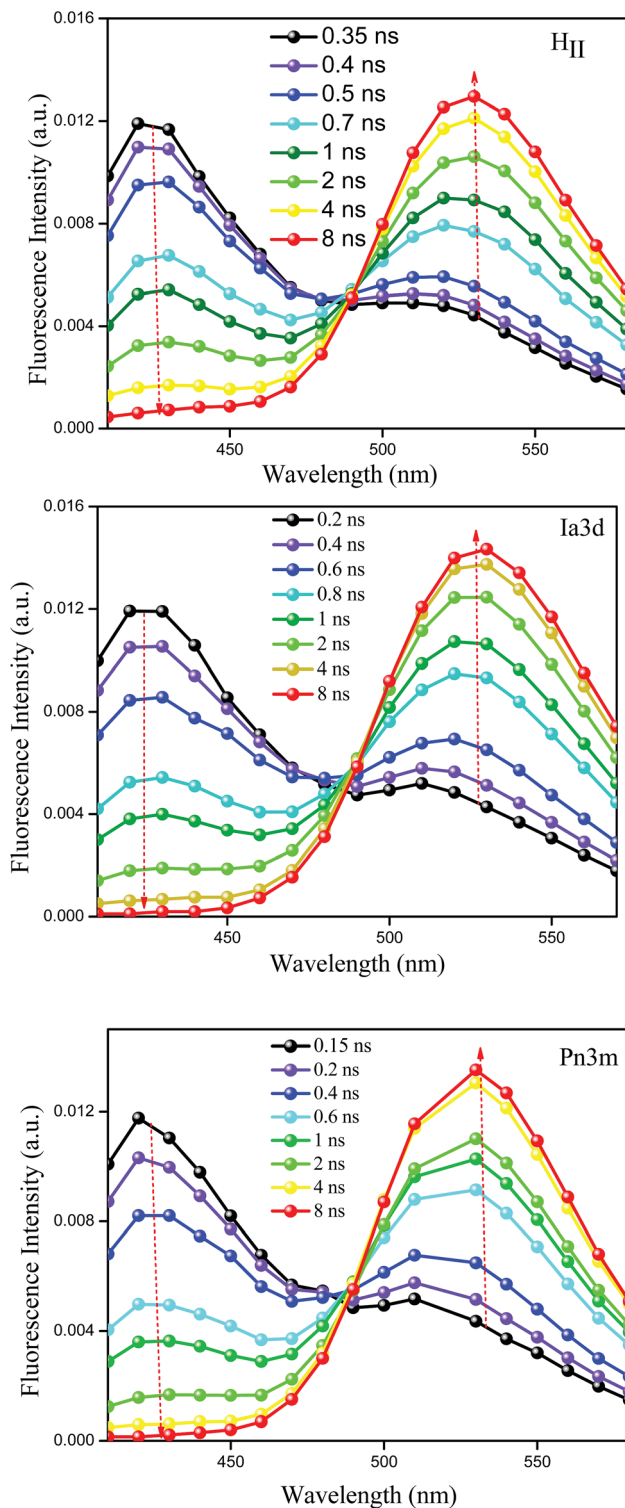 H_II
0.35 ns
0.4 ns
0.5 ns
0.7 ns
1 ns
2 ns
4 ns
8 ns
Fluorescence Intensity (a.u.)
0.016
0.012
0.008
0.004
0.000
450 500 550
Wavelength (nm)
Ia3d
0.2 ns
0.4 ns
0.6 ns
0.8 ns
1 ns
2 ns
4 ns
8 ns
Fluorescence Intensity (a.u.)
0.016
0.012
0.008
0.004
0.000
450 500 550
Wavelength (nm)
Pn3m
0.15 ns
0.2 ns
0.4 ns
0.6 ns
1 ns
2 ns
4 ns
8 ns
Fluorescence Intensity (a.u.)
0.012
0.008
0.004
0.000
450 500 550
Wavelength (nm)